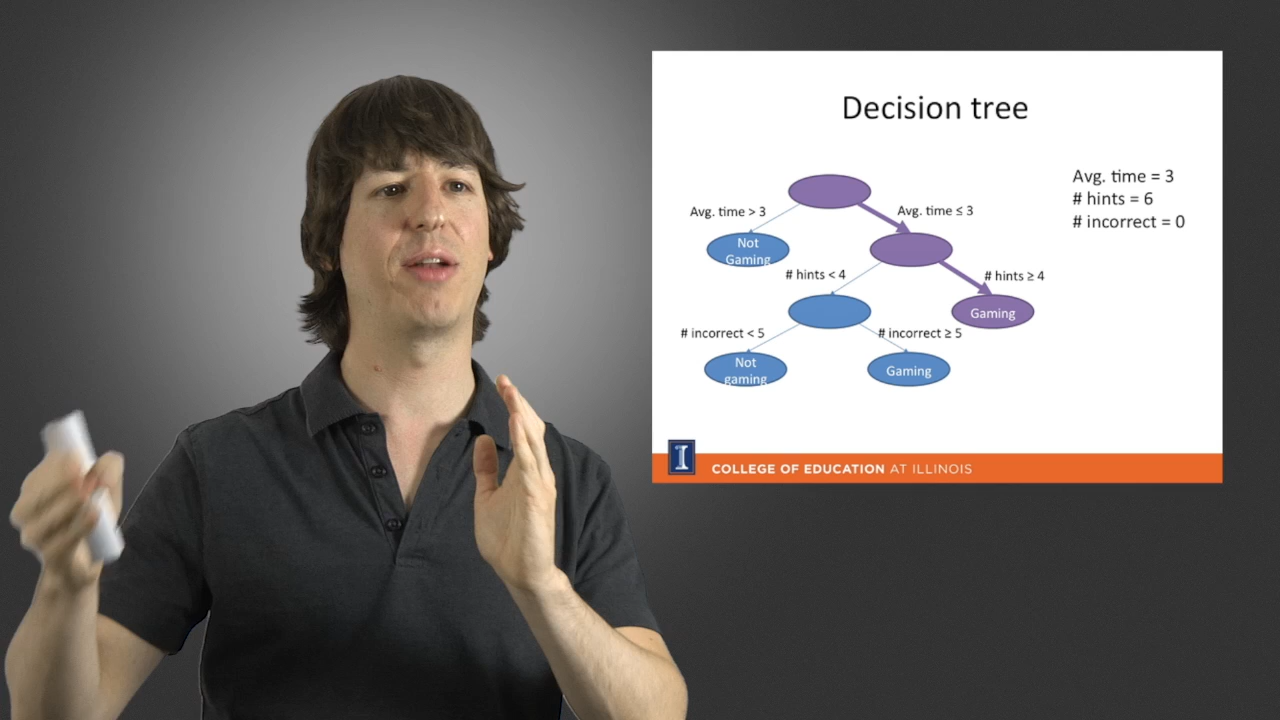 Decision tree
Avg. time = 3
# hints = 6
# incorrect = 0
Avg. time > 3
Avg. time ≤ 3
Not
Gaming
# hints < 4
# hints ≥ 4
Gaming
# incorrect < 5
# incorrect ≥ 5
Not
gaming
Gaming
I
COLLEGE OF EDUCATION AT ILLINOIS